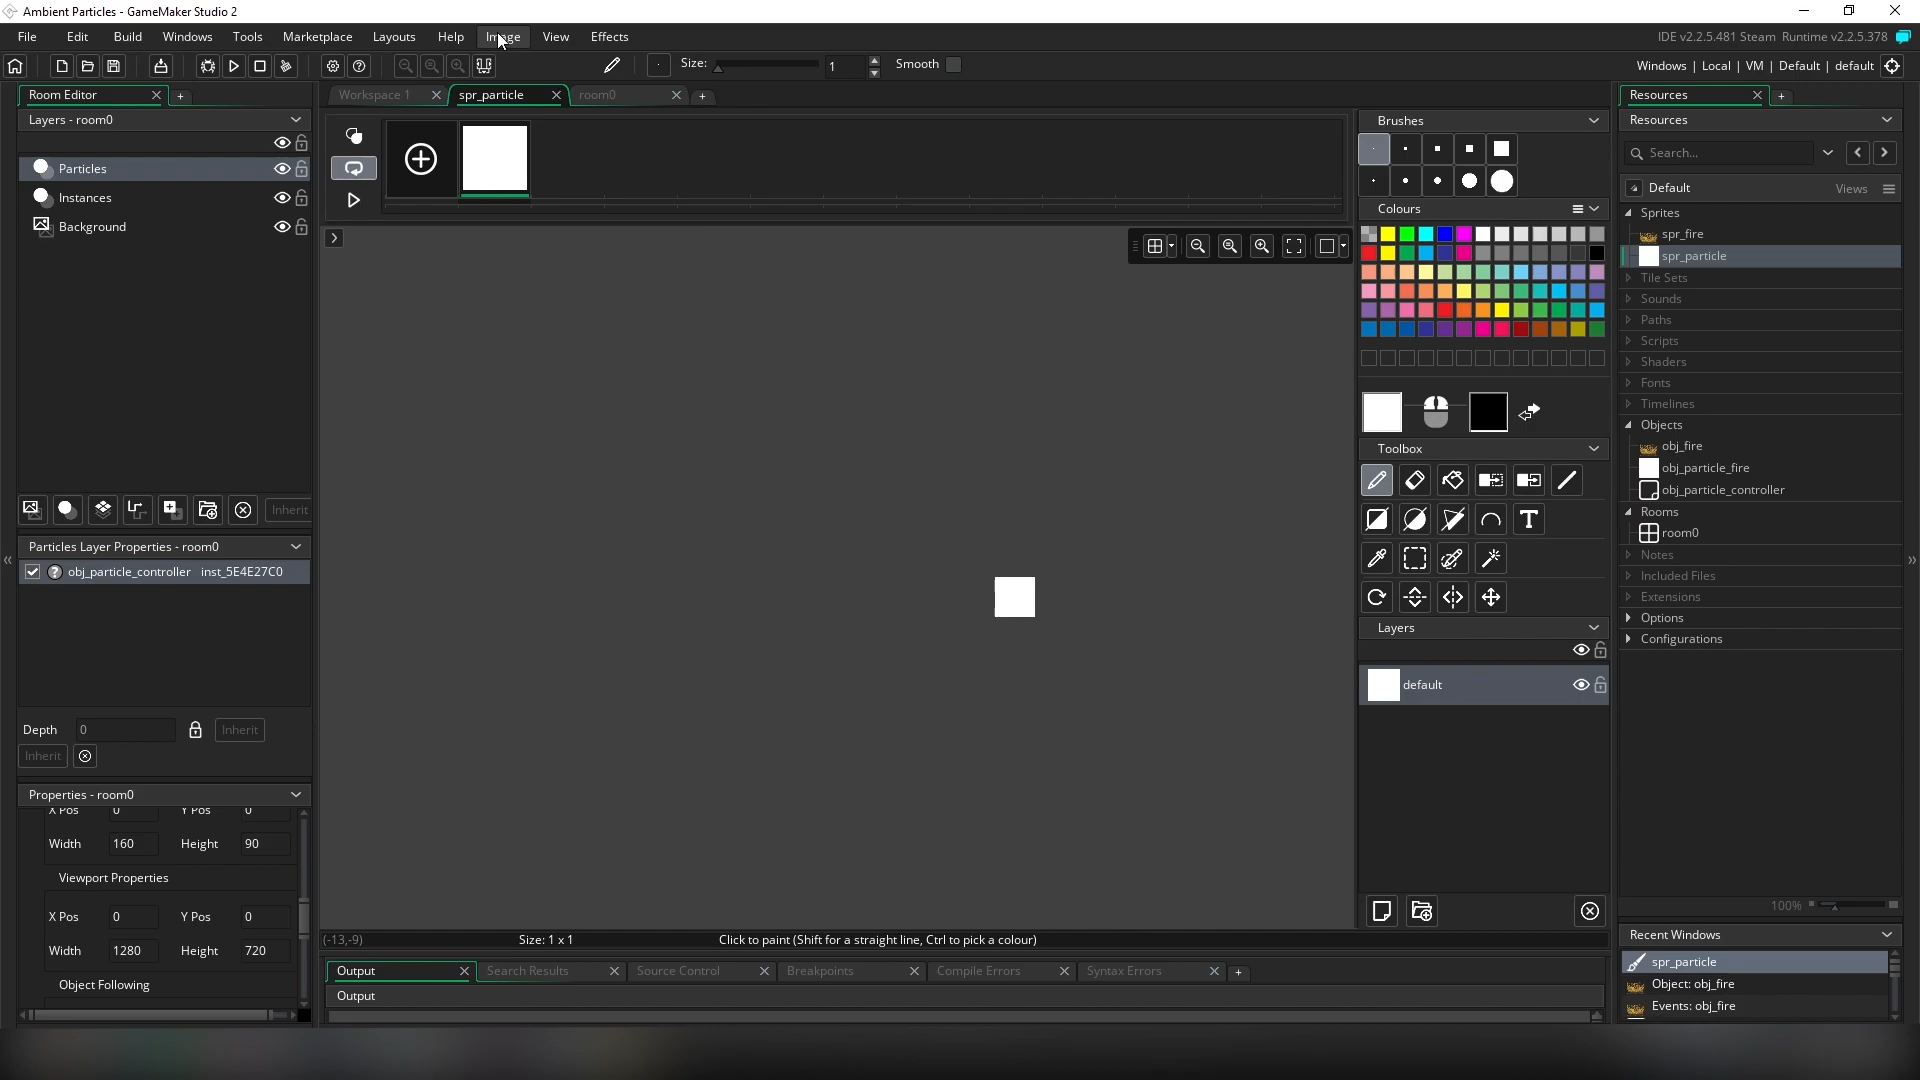 Ambient Particles - GameMaker Studio 2
File Edit Build Windows Tools Marketplace Layouts Help Image View Effects
IDE v2.2.5.481 Steam Runtime v2.2.5.378
Size: 1 Smooth
Windows | Local | VM | Default | default
Room Editor
Workspace 1
spr_particle
room0
Layers - room0
Particles
Instances
Background
Inherit
Particles Layer Properties - room0
obj_particle_controller inst_5E4E27C0
Depth 0 Inherit
Inherit
Properties - room0
X Pos 0 Y Pos 0
Width 160 Height 90
Viewport Properties
X Pos 0 Y Pos 0
Width 1280 Height 720
Object Following
(-13,-9) Size: 1 x 1 Click to paint (Shift for a straight line, Ctrl to pick a colour)
Output Search Results Source Control Breakpoints Compile Errors Syntax Errors
Output
Brushes
Colours
Toolbox
T
Layers
default
Resources
Resources
Search...
Default Views
Sprites
spr_fire
spr_particle
Tile Sets
Sounds
Paths
Scripts
Shaders
Fonts
Timelines
Objects
obj_fire
obj_particle_fire
obj_particle_controller
Rooms
room0
Notes
Included Files
Extensions
Options
Configurations
100%
Recent Windows
spr_particle
Object: obj_fire
Events: obj_fire